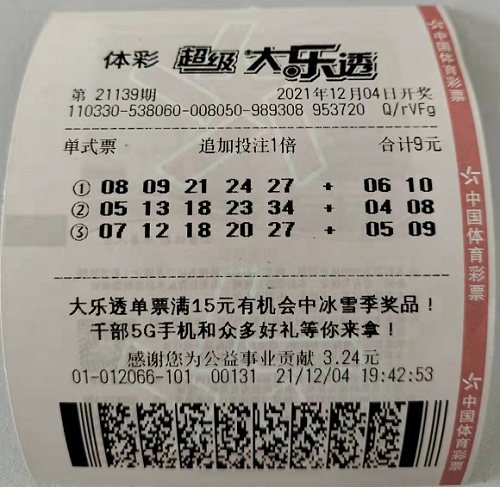 体彩 超级大乐透
第 21139期 2021年12月04日开奖
110330-538060-008050-989308 953720 Q/rVFg
单式票 追加投注1倍 合计9元
① 08 09 21 24 27 + 06 10
② 05 13 18 23 34 + 04 08
③ 07 12 18 20 27 + 05 09
大乐透单票满15元有机会中冰雪季奖品！
千部5G手机和众多好礼等你来拿！
感谢您为公益事业贡献 3.24元
01-012066-101 00131 21/12/04 19:42:53
中国体育彩票
中国体育彩票
中国体育彩票